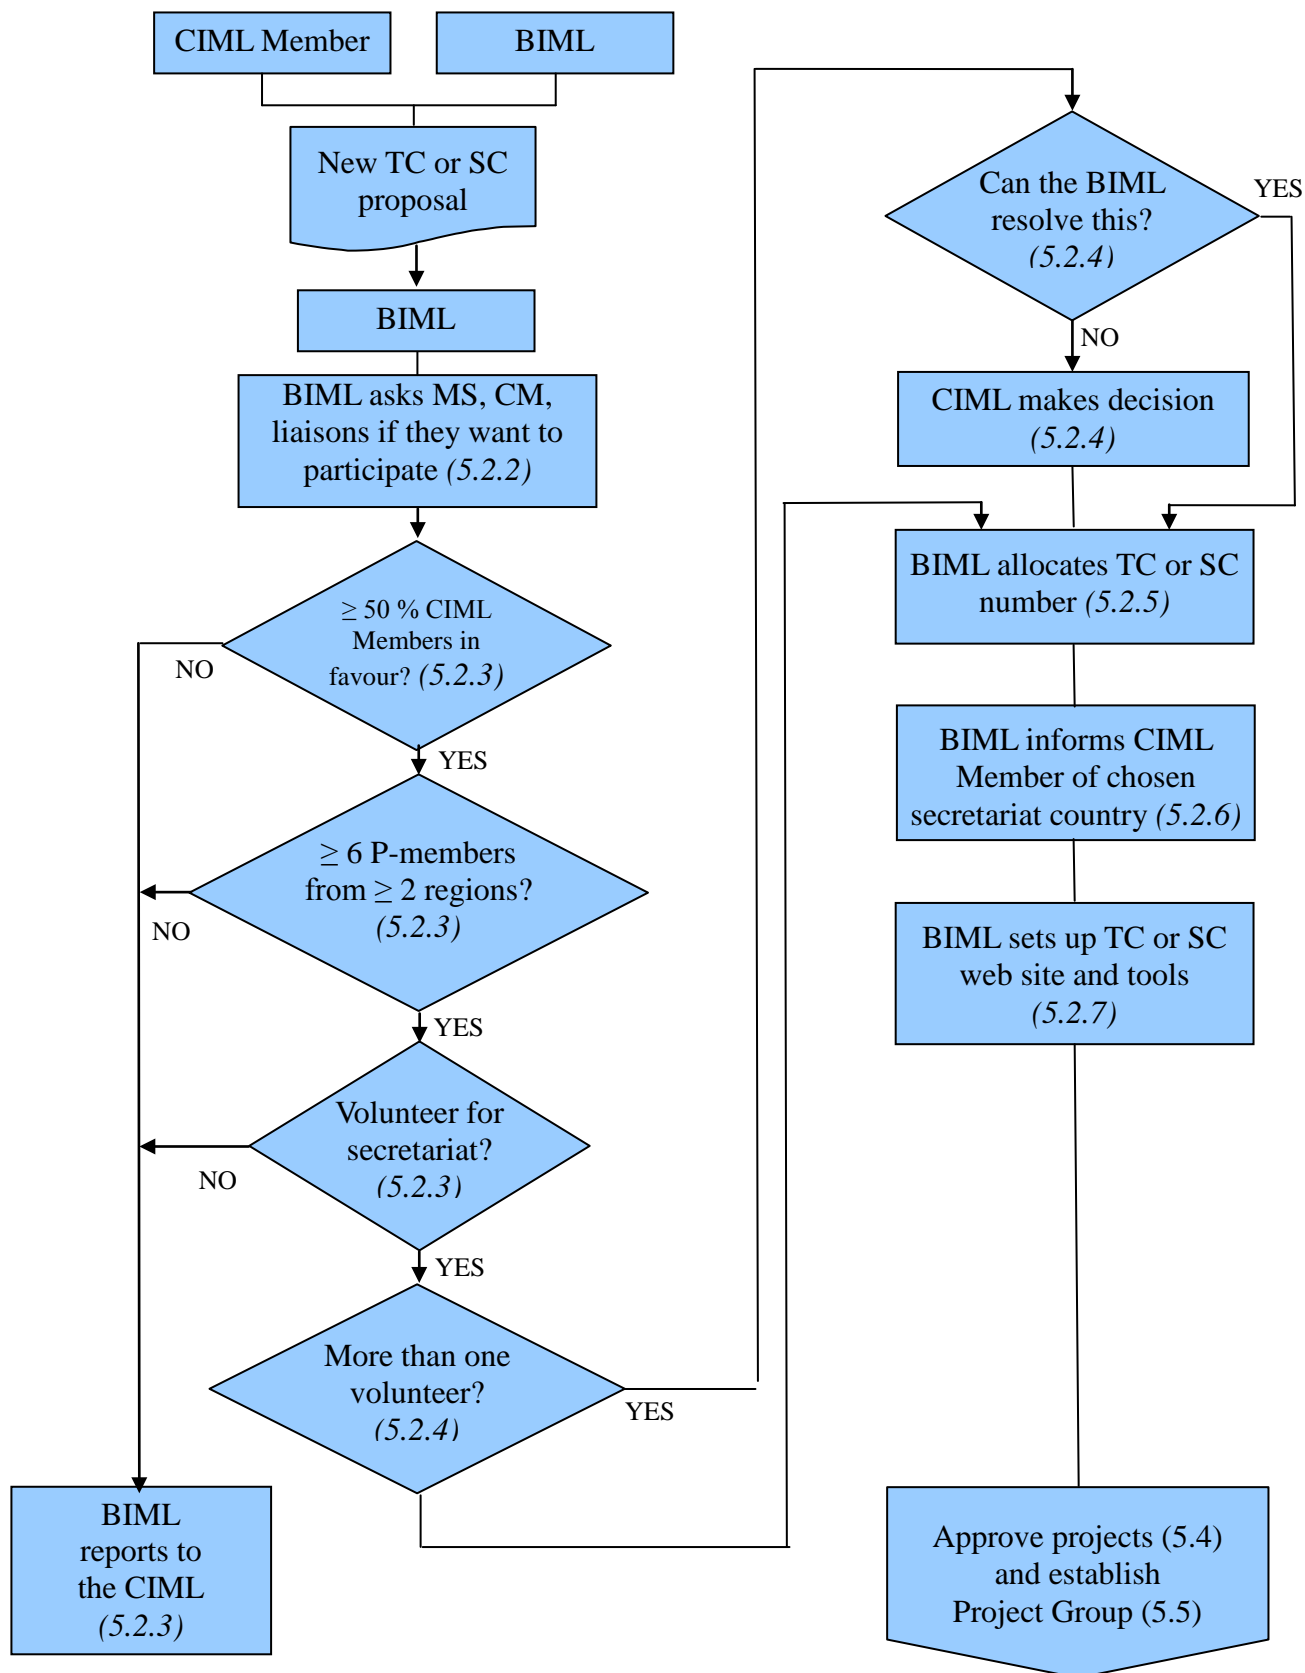 CIML Member
BIML
New TC or SC
proposal
BIML
BIML asks MS, CM,
liaisons if they want to
participate (5.2.2)
≥ 50 % CIML
Members in
favour? (5.2.3)
NO
YES
≥ 6 P-members
from ≥ 2 regions?
(5.2.3)
NO
YES
Volunteer for
secretariat?
(5.2.3)
NO
YES
More than one
volunteer?
(5.2.4)
YES
BIML
reports to
the CIML
(5.2.3)
Can the BIML
resolve this?
(5.2.4)
YES
NO
CIML makes decision
(5.2.4)
BIML allocates TC or SC
number (5.2.5)
BIML informs CIML
Member of chosen
secretariat country (5.2.6)
BIML sets up TC or SC
web site and tools
(5.2.7)
Approve projects (5.4)
and establish
Project Group (5.5)